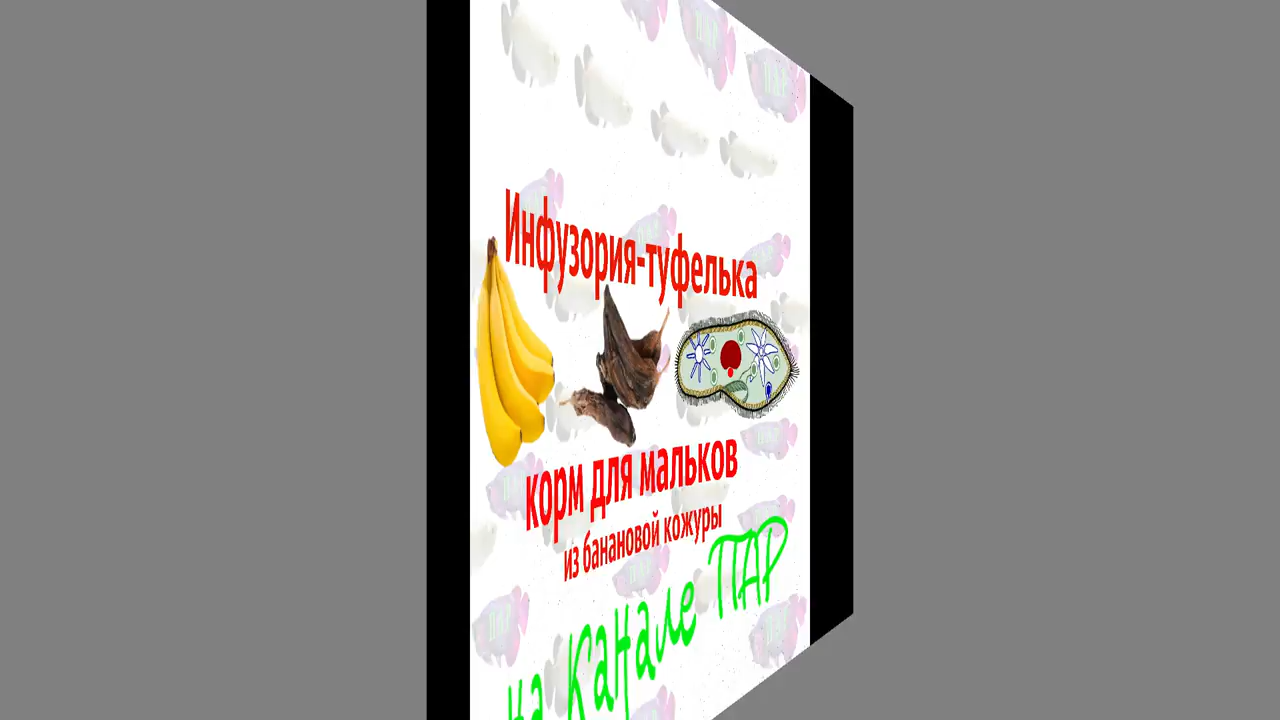 Инфузория-туфелька
корм для мальков
из банановой кожуры
на канале ПАР